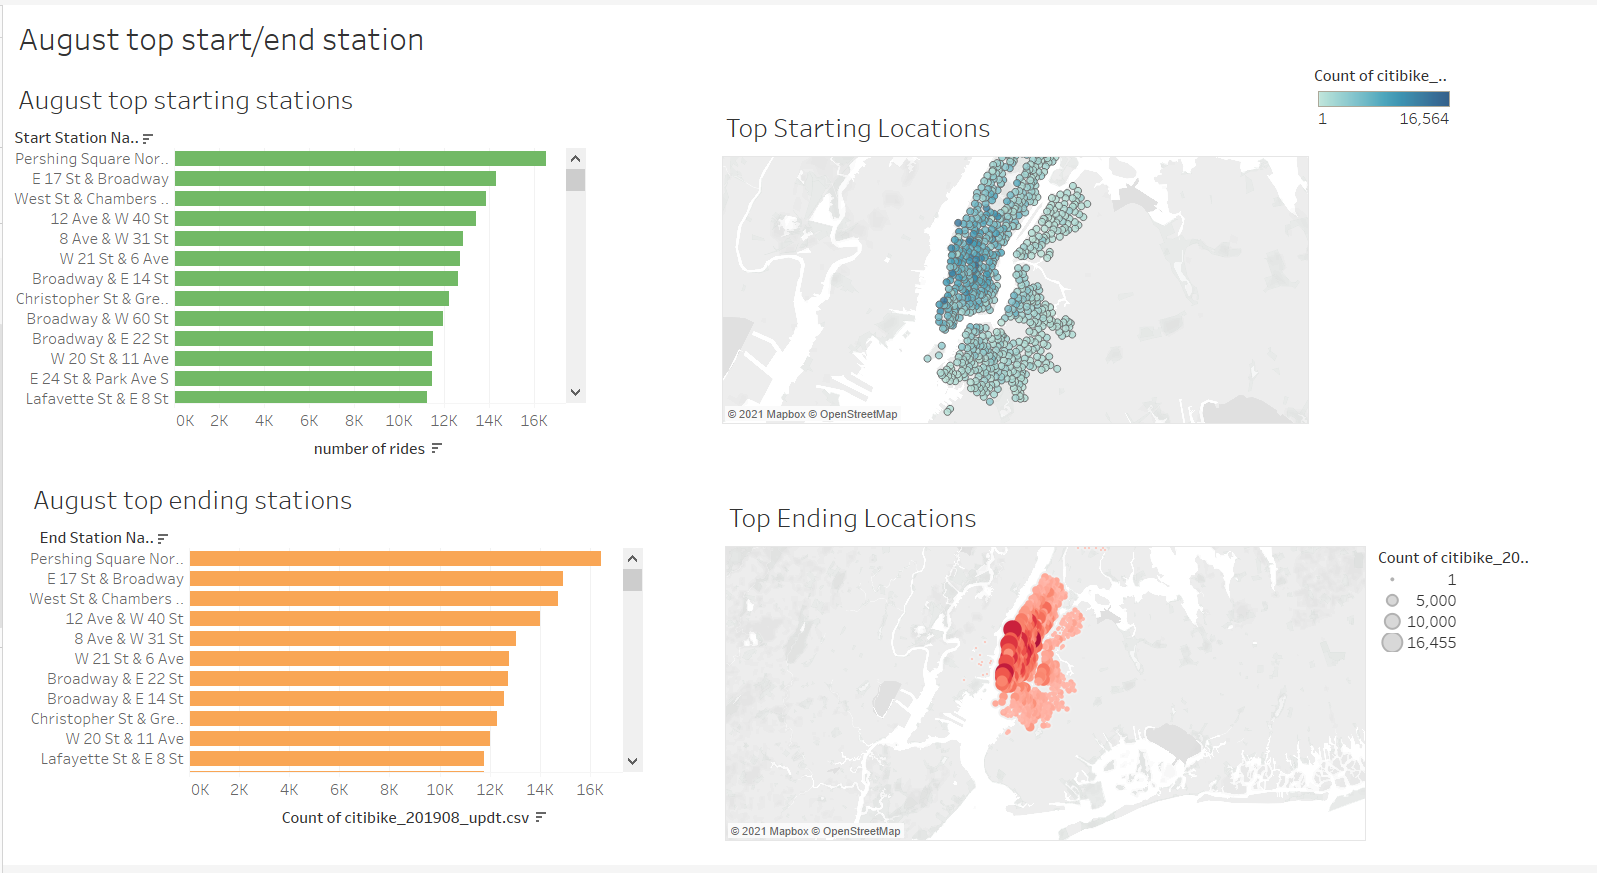 August top start/end station
August top starting stations
Start Station Na..
Pershing Square Nor..
E 17 St & Broadway
West St & Chambers ..
12 Ave & W 40 St
8 Ave & W 31 St
W 21 St & 6 Ave
Broadway & E 14 St
Christopher St & Gre..
Broadway & W 60 St
Broadway & E 22 St
W 20 St & 11 Ave
E 24 St & Park Ave S
Lafayette St & E 8 St
0K 2K 4K 6K 8K 10K 12K 14K 16K
number of rides
Top Starting Locations
© 2021 Mapbox © OpenStreetMap
Count of citibike_..
1 16,564
August top ending stations
End Station Na..
Pershing Square Nor..
E 17 St & Broadway
West St & Chambers ..
12 Ave & W 40 St
8 Ave & W 31 St
W 21 St & 6 Ave
Broadway & E 22 St
Broadway & E 14 St
Christopher St & Gre..
W 20 St & 11 Ave
Lafayette St & E 8 St
0K 2K 4K 6K 8K 10K 12K 14K 16K
Count of citibike_201908_updt.csv
Top Ending Locations
© 2021 Mapbox © OpenStreetMap
Count of citibike_20..
1
5,000
10,000
16,455